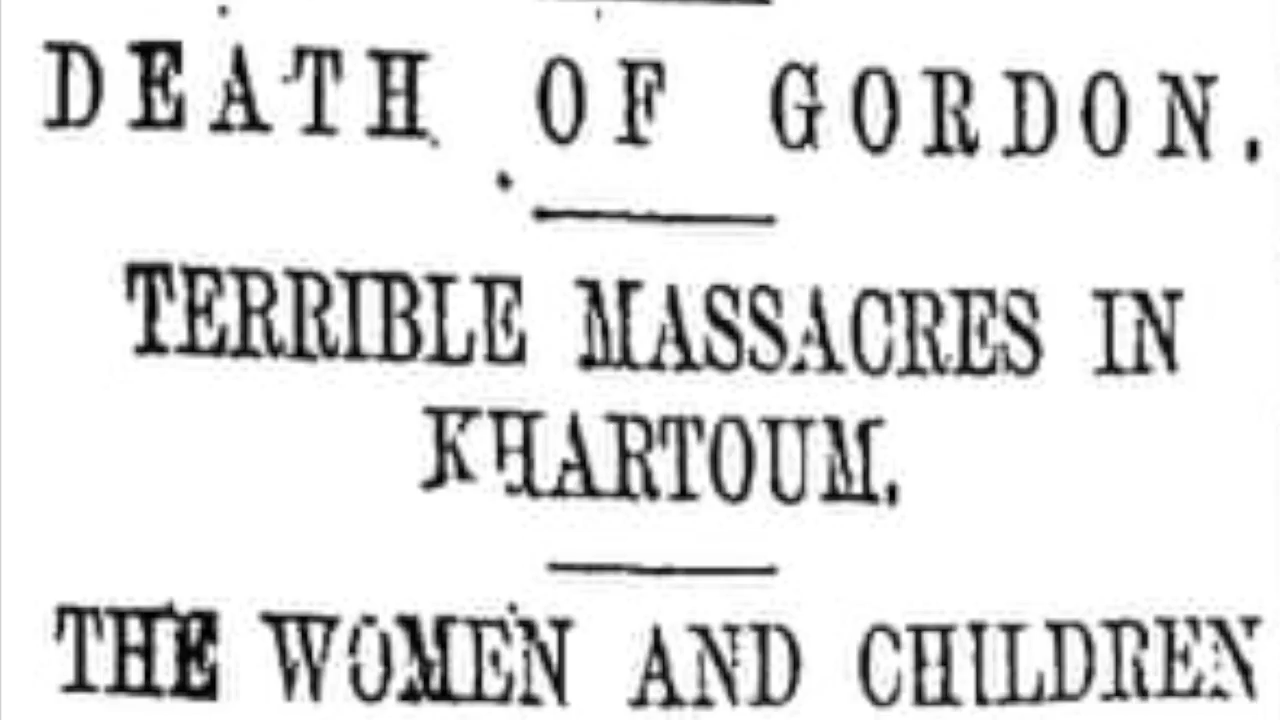 DEATH OF GORDON.
TERRIBLE MASSACRES IN
KHARTOUM.
THE WOMEN AND CHILDREN